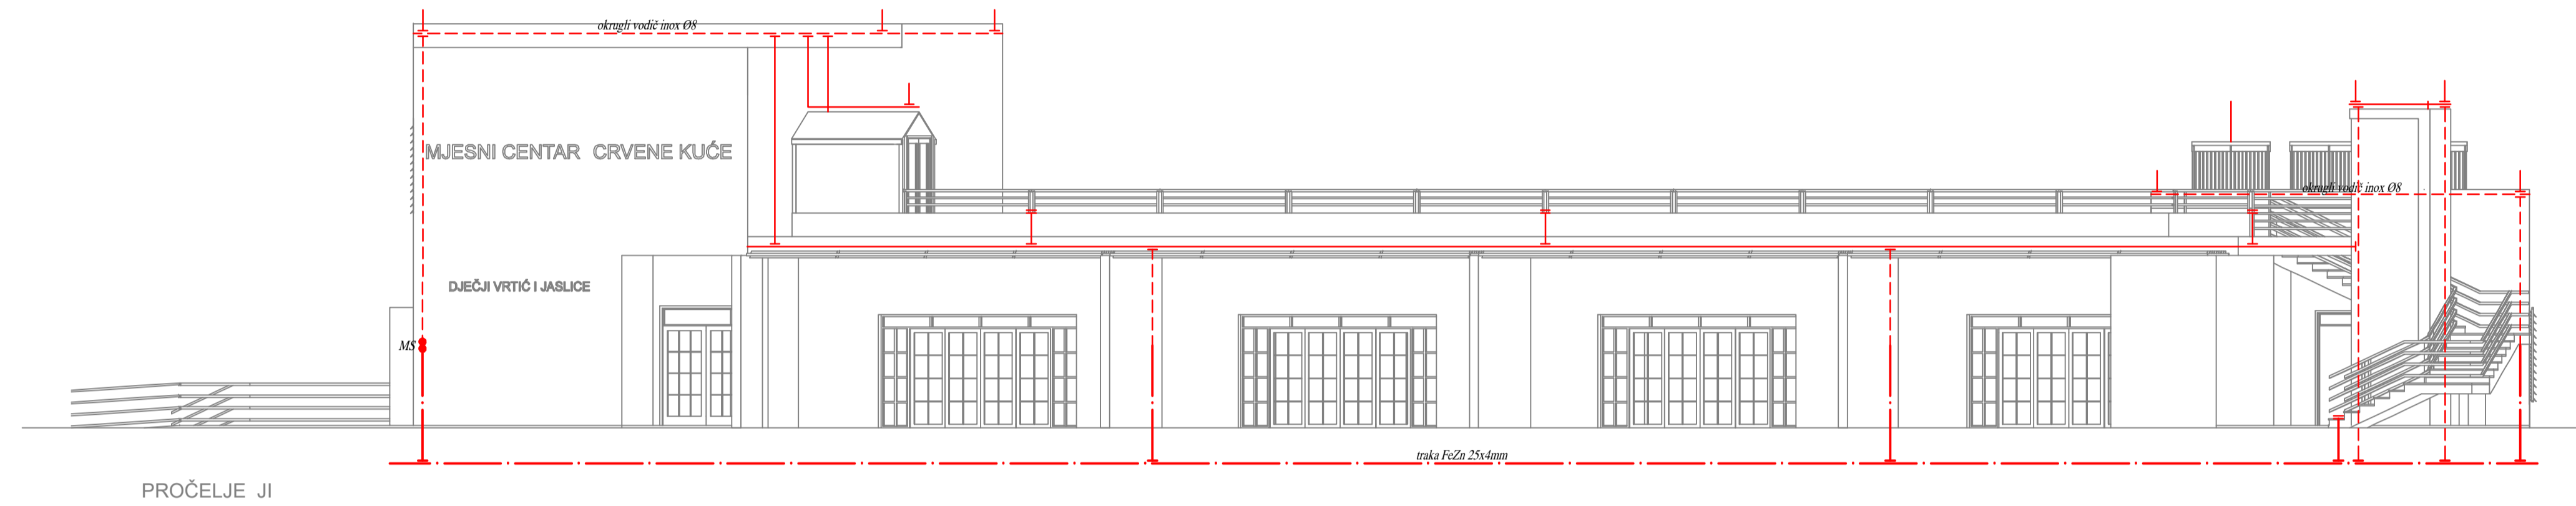 okrugli vodič inox Ø8
MJESNI CENTAR CRVENE KUĆE
okrugli vodič inox Ø8
DJEČJI VRTIĆ I JASLICE
MS
traka FeZn 25x4mm
PROČELJE JI